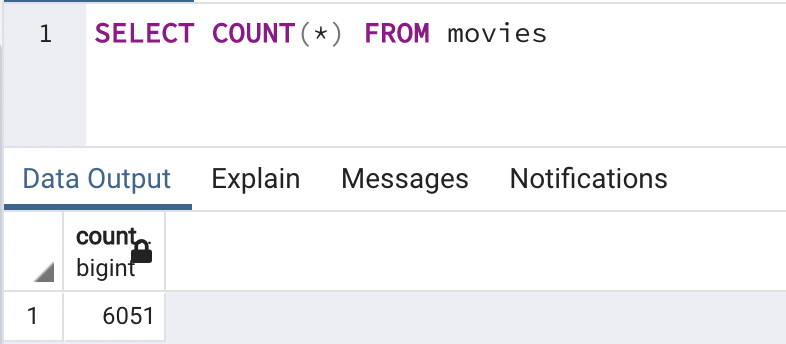 1 SELECT COUNT(*) FROM movies
Data Output Explain Messages Notifications
count
bigint
1 6051